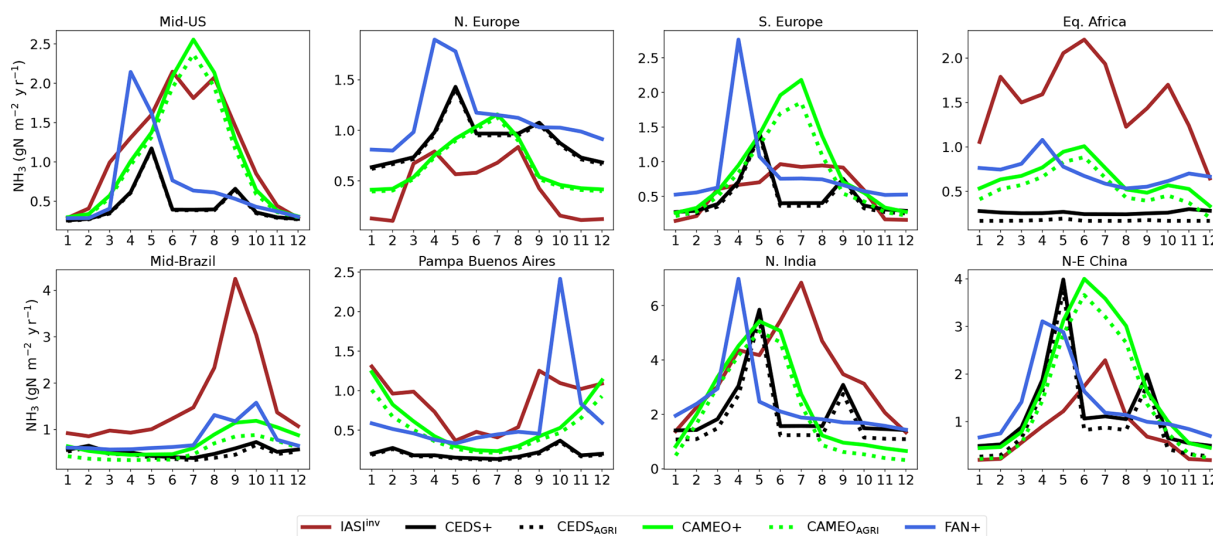 Mid-US
N. Europe
S. Europe
Eq. Africa
NH₃ (gN m⁻² y r⁻¹)
2.5
2.0
1.5
1.0
0.5
1.5
1.0
0.5
2.5
2.0
1.5
1.0
0.5
0.0
2.0
1.5
1.0
0.5
0.0
1 2 3 4 5 6 7 8 9 10 11 12
1 2 3 4 5 6 7 8 9 10 11 12
1 2 3 4 5 6 7 8 9 10 11 12
1 2 3 4 5 6 7 8 9 10 11 12
Mid-Brazil
Pampa Buenos Aires
N. India
N-E China
NH₃ (gN m⁻² y r⁻¹)
4
3
2
1
2.5
2.0
1.5
1.0
0.5
0.0
6
4
2
0
4
3
2
1
0
1 2 3 4 5 6 7 8 9 10 11 12
1 2 3 4 5 6 7 8 9 10 11 12
1 2 3 4 5 6 7 8 9 10 11 12
1 2 3 4 5 6 7 8 9 10 11 12
IASIⁱⁿᵛ CEDS+ CEDS_AGRI CAMEO+ CAMEO_AGRI FAN+